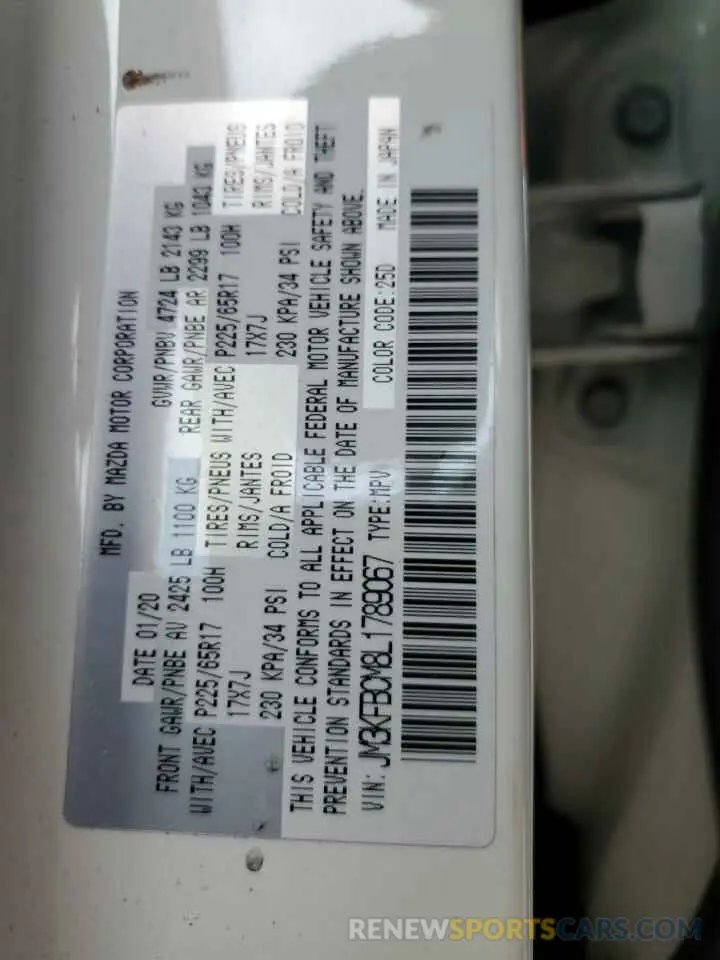 MFD. BY MAZDA MOTOR CORPORATION
DATE 01/20 GVWR/PNBV 4724 LB 2143 KG
FRONT GAWR/PNBE AV 2425 LB 1100 KG REAR GAWR/PNBE AR 2299 LB 1043 KG
WITH/AVEC P225/65R17 100H TIRES/PNEUS WITH/AVEC P225/65R17 100H TIRES/PNEUS
17X7J RIMS/JANTES 17X7J RIMS/JANTES
230 KPA/34 PSI COLD/A FROID 230 KPA/34 PSI COLD/A FROID
THIS VEHICLE CONFORMS TO ALL APPLICABLE FEDERAL MOTOR VEHICLE SAFETY AND THEFT
PREVENTION STANDARDS IN EFFECT ON THE DATE OF MANUFACTURE SHOWN ABOVE.
VIN: JM3KFBCM8L1789067 TYPE:MPV COLOR CODE:25D MADE IN JAPAN
RENEWSPORTSCARS.COM